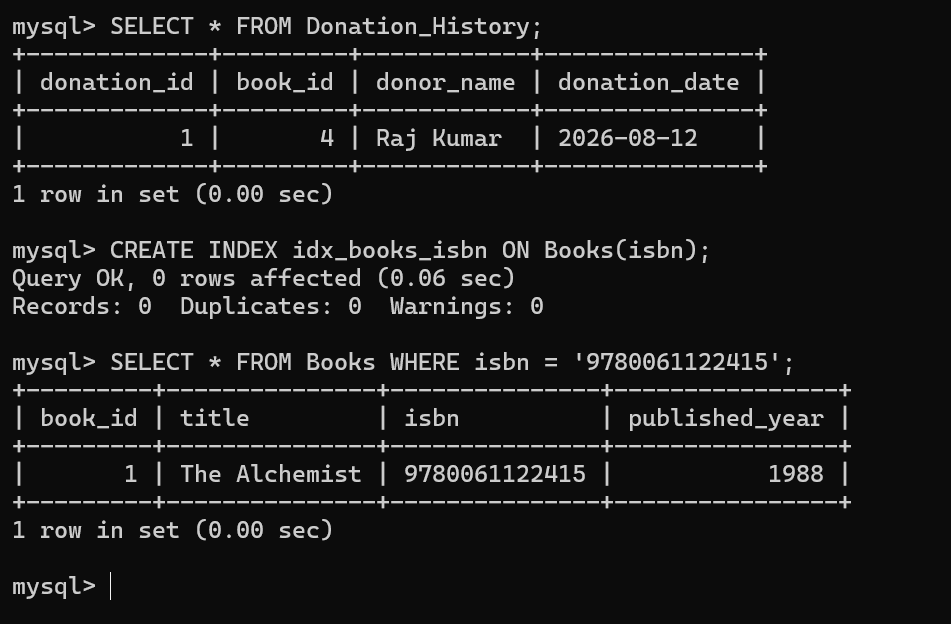 mysql> SELECT * FROM Donation_History;
+-------------+---------+------------+---------------+
| donation_id | book_id | donor_name | donation_date |
+-------------+---------+------------+---------------+
|           1 |       4 | Raj Kumar  | 2026-08-12    |
+-------------+---------+------------+---------------+
1 row in set (0.00 sec)

mysql> CREATE INDEX idx_books_isbn ON Books(isbn);
Query OK, 0 rows affected (0.06 sec)
Records: 0  Duplicates: 0  Warnings: 0

mysql> SELECT * FROM Books WHERE isbn = '9780061122415';
+---------+---------------+---------------+----------------+
| book_id | title         | isbn          | published_year |
+---------+---------------+---------------+----------------+
|       1 | The Alchemist | 9780061122415 |           1988 |
+---------+---------------+---------------+----------------+
1 row in set (0.00 sec)

mysql>